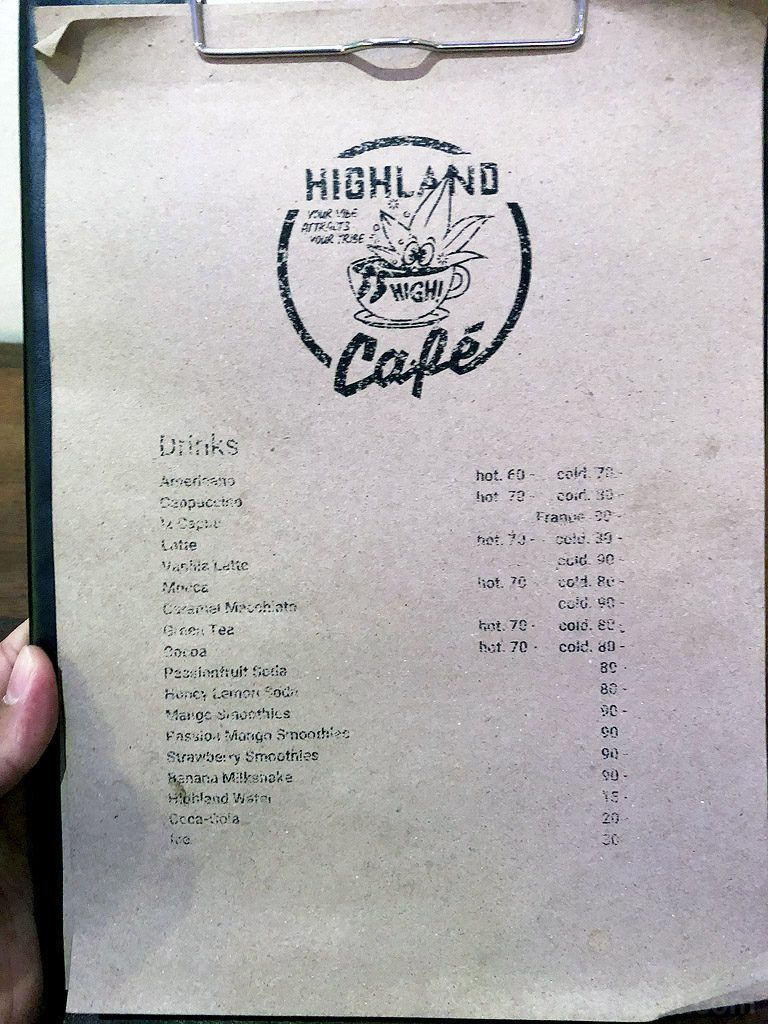 HIGHLAND
YOUR VIBE
ATTRACTS
YOUR TRIBE
HIGH!
Café
Drinks
Americano hot. 60 - cold. 70 -
Cappuccino hot 70 - cold. 80 -
Frappe
Latte hot. 70 - cold. 80 -
Vanilla Latte cold. 90 -
Mocca hot. 70 - cold. 80 -
Caramel Macchiato cold. 90 -
Green Tea hot. 70 - cold. 80 -
Cocoa hot. 70 - cold. 80 -
Passionfruit Soda 80 -
Honey Lemon Soda 80 -
Mango Smoothies 90 -
Passion Mango Smoothies 90
Strawberry Smoothies 90 -
Banana Milkshake 90 -
Highland Water 15 -
Coca-Cola 20 -
Ice